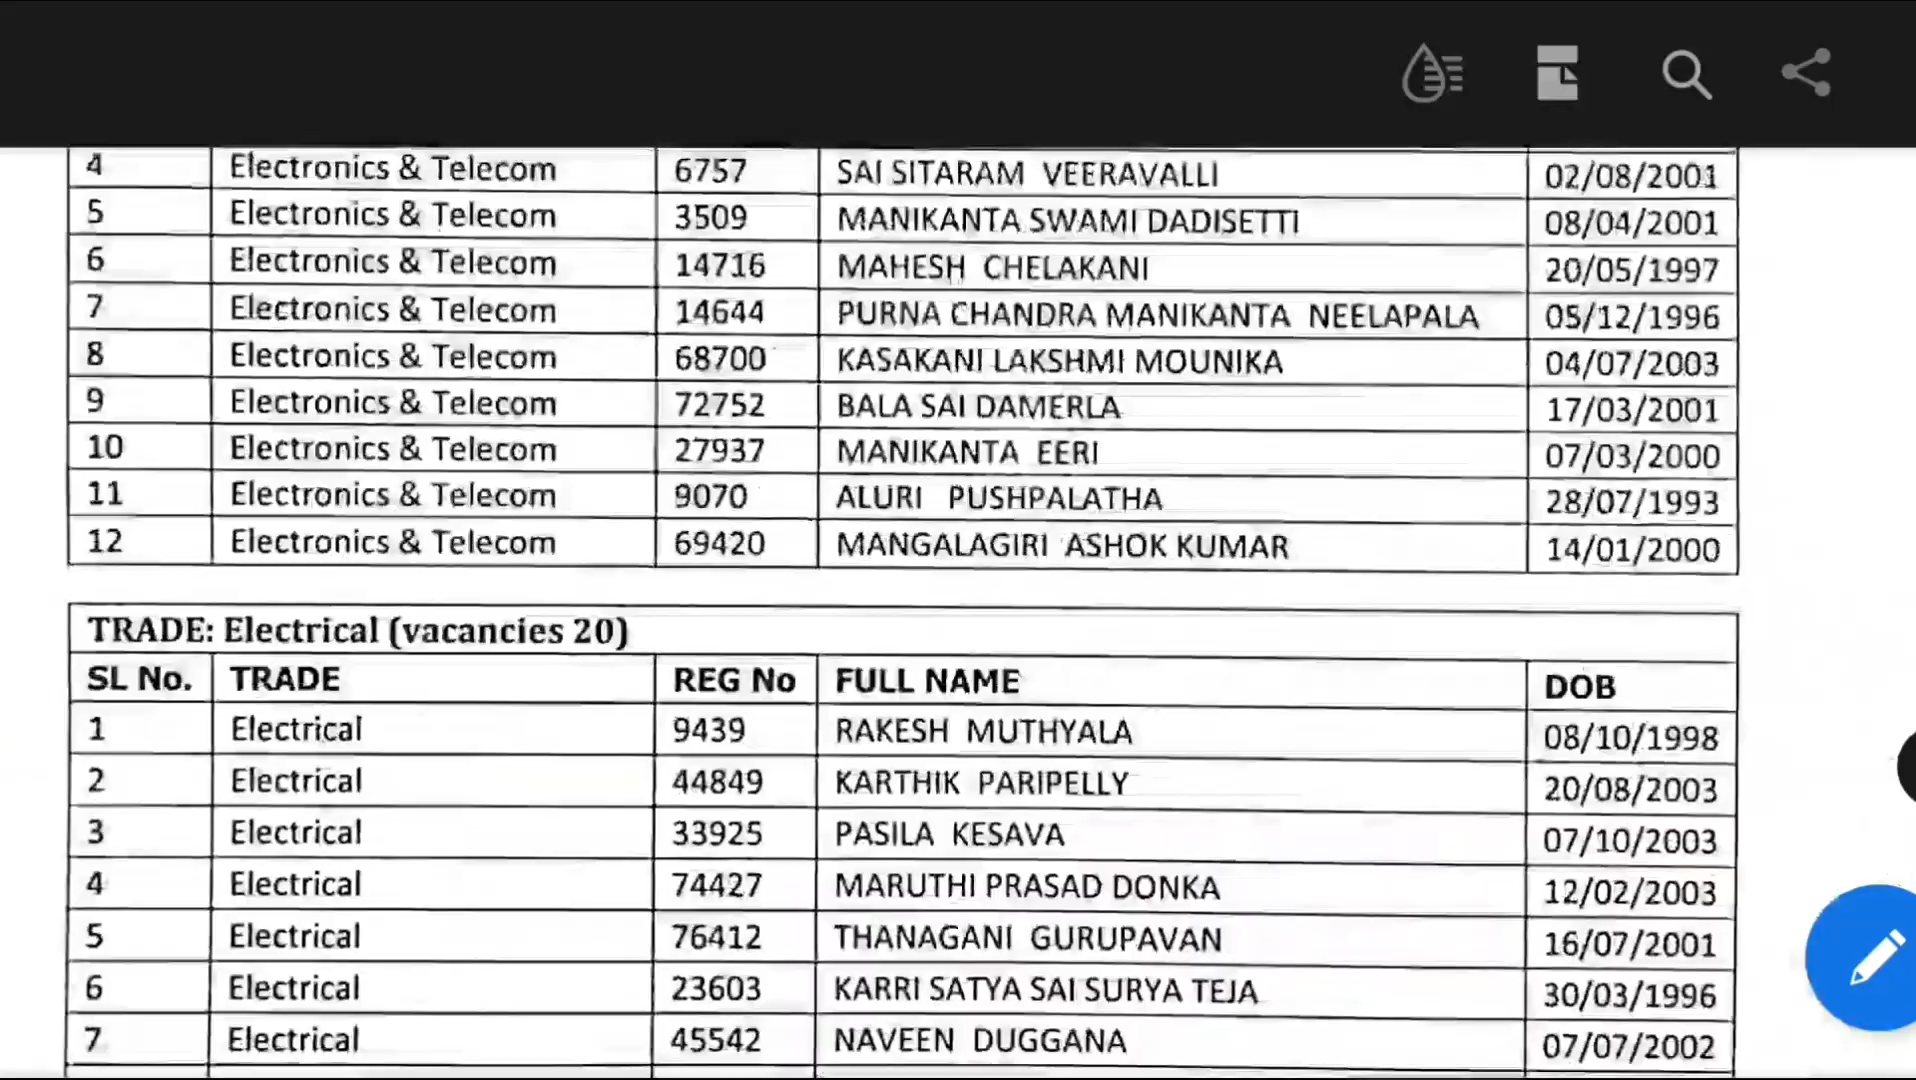 4 Electronics & Telecom 6757 SAI SITARAM VEERAVALLI 02/08/2001
5 Electronics & Telecom 3509 MANIKANTA SWAMI DADISETTI 08/04/2001
6 Electronics & Telecom 14716 MAHESH CHELAKANI 20/05/1997
7 Electronics & Telecom 14644 PURNA CHANDRA MANIKANTA NEELAPALA 05/12/1996
8 Electronics & Telecom 68700 KASAKANI LAKSHMI MOUNIKA 04/07/2003
9 Electronics & Telecom 72752 BALA SAI DAMERLA 17/03/2001
10 Electronics & Telecom 27937 MANIKANTA EERI 07/03/2000
11 Electronics & Telecom 9070 ALURI PUSHPALATHA 28/07/1993
12 Electronics & Telecom 69420 MANGALAGIRI ASHOK KUMAR 14/01/2000
TRADE: Electrical (vacancies 20)
SL No. TRADE REG No FULL NAME DOB
1 Electrical 9439 RAKESH MUTHYALA 08/10/1998
2 Electrical 44849 KARTHIK PARIPELLY 20/08/2003
3 Electrical 33925 PASILA KESAVA 07/10/2003
4 Electrical 74427 MARUTHI PRASAD DONKA 12/02/2003
5 Electrical 76412 THANAGANI GURUPAVAN 16/07/2001
6 Electrical 23603 KARRI SATYA SAI SURYA TEJA 30/03/1996
7 Electrical 45542 NAVEEN DUGGANA 07/07/2002